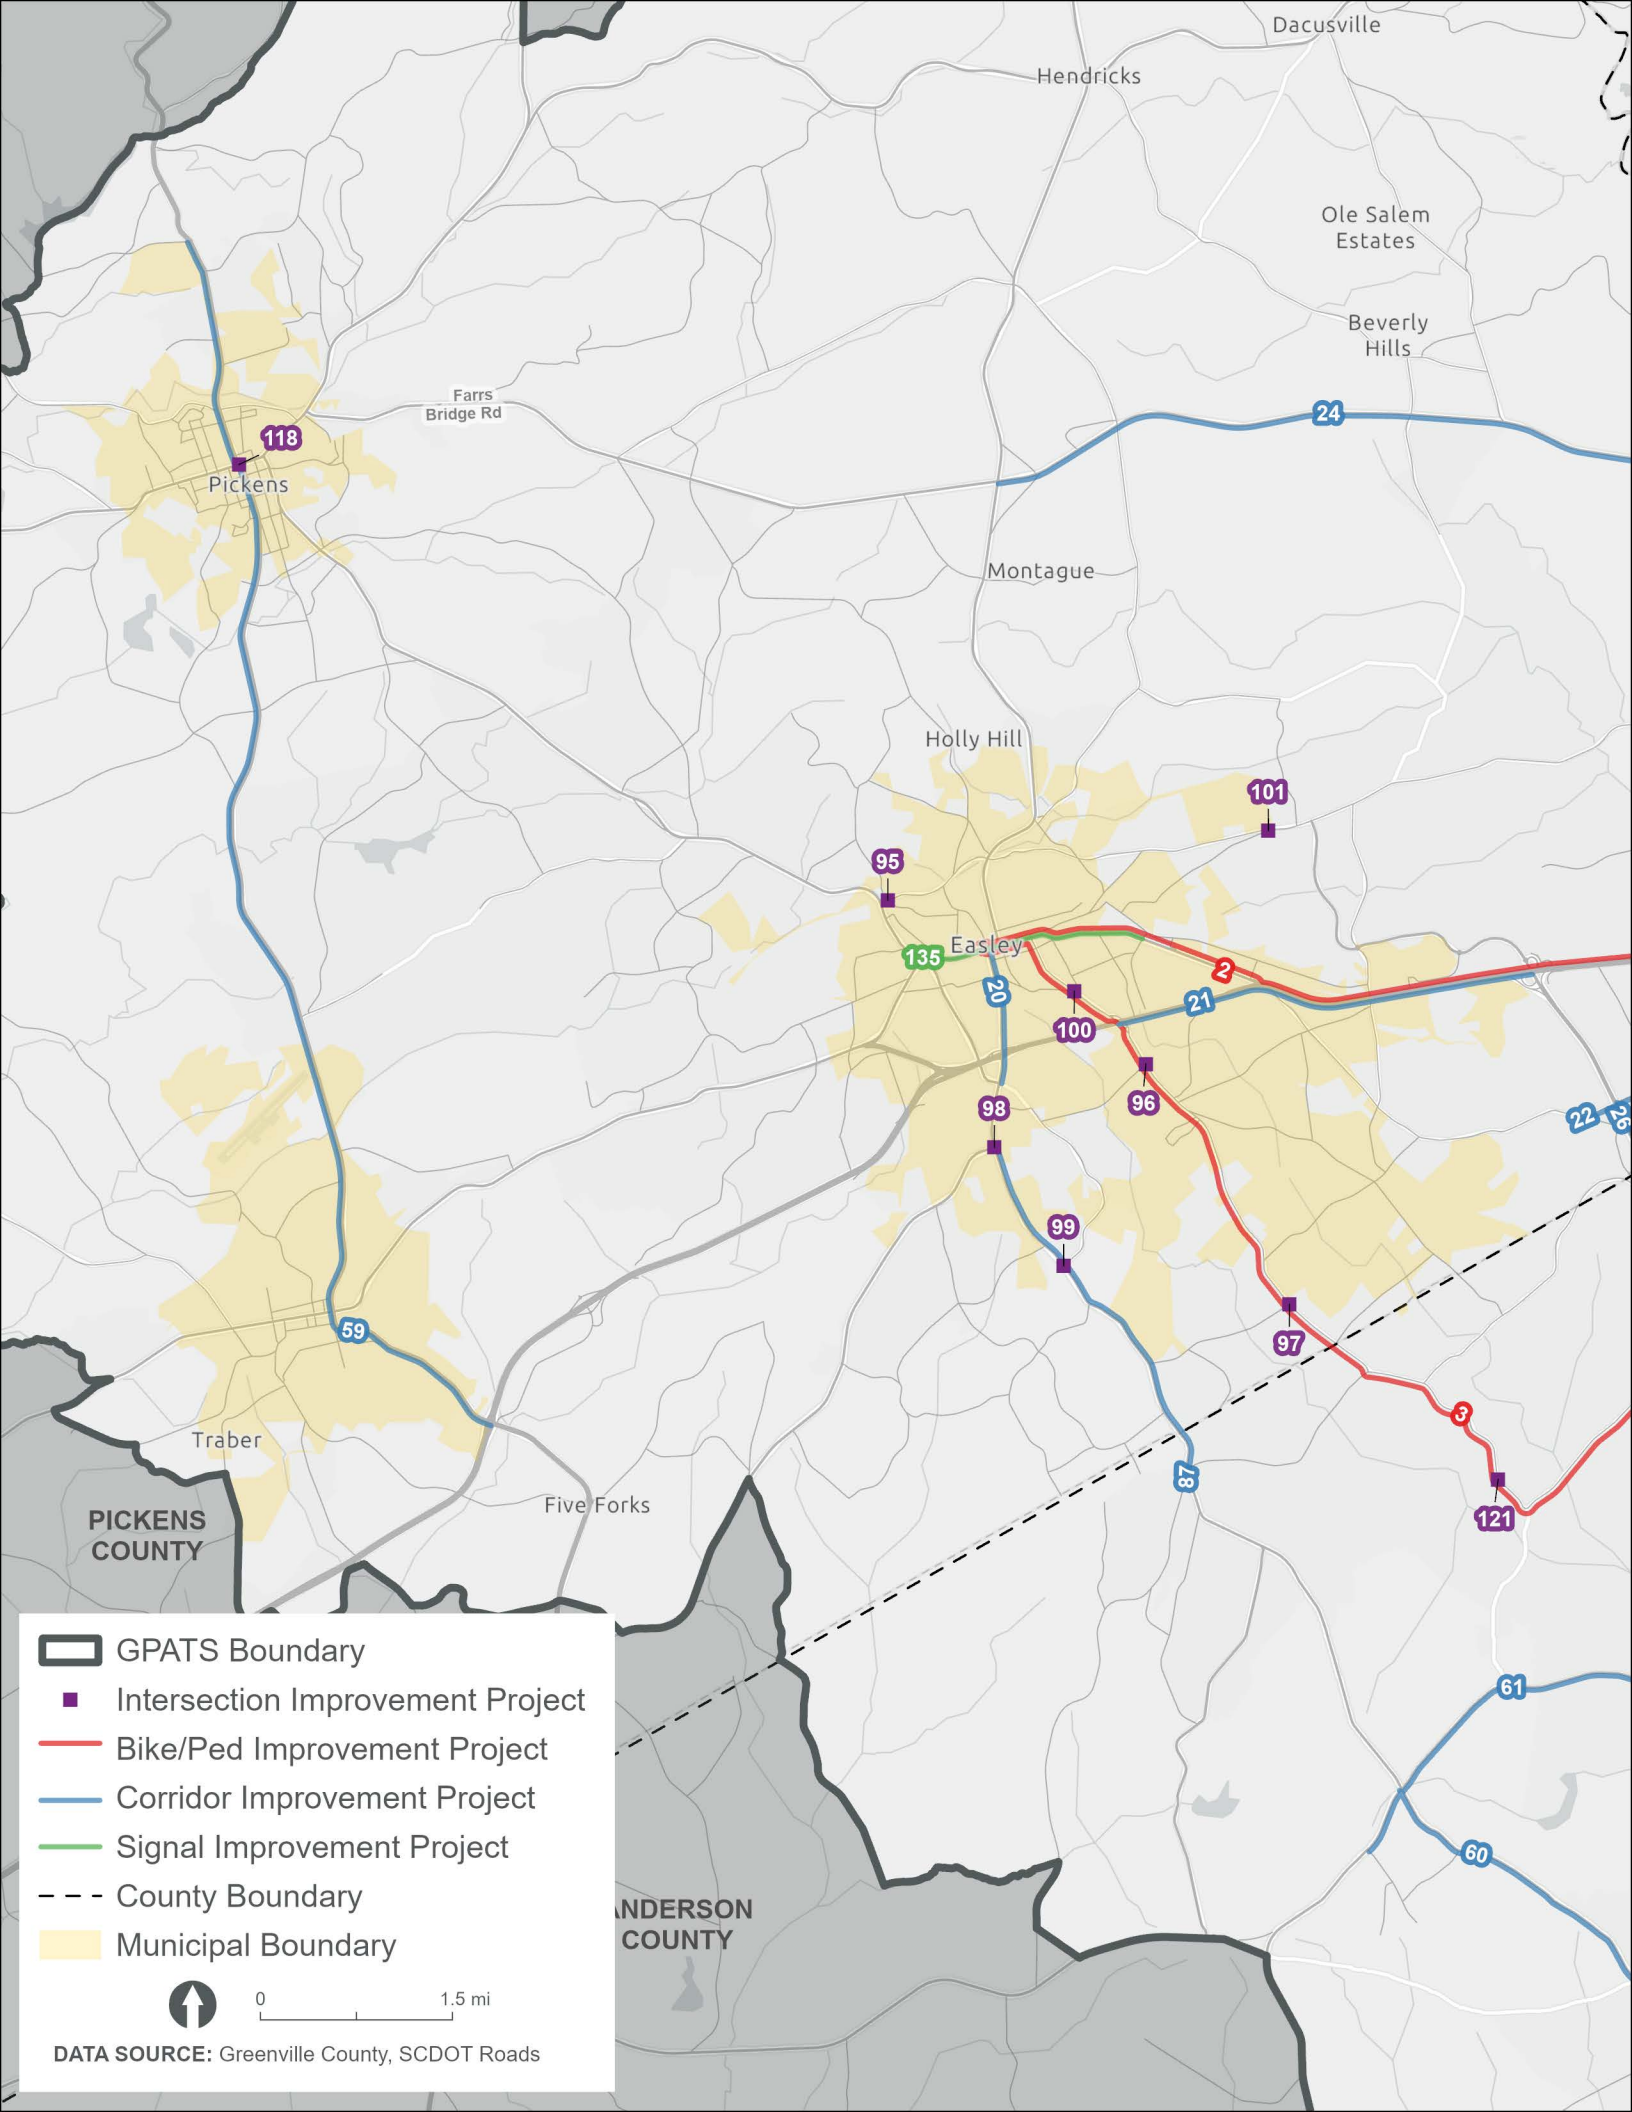 Dacusville
Hendricks
Ole Salem
Estates
Beverly
Hills
Farrs
Bridge Rd
24
118
Pickens
Montague
Holly Hill
101
95
Easley
135
2
20
21
100
96
98
22
26
99
97
59
3
87
Traber
Five Forks
121
PICKENS
COUNTY
61
60
NDERSON
COUNTY
GPATS Boundary
Intersection Improvement Project
Bike/Ped Improvement Project
Corridor Improvement Project
Signal Improvement Project
County Boundary
Municipal Boundary
0 1.5 mi
DATA SOURCE: Greenville County, SCDOT Roads